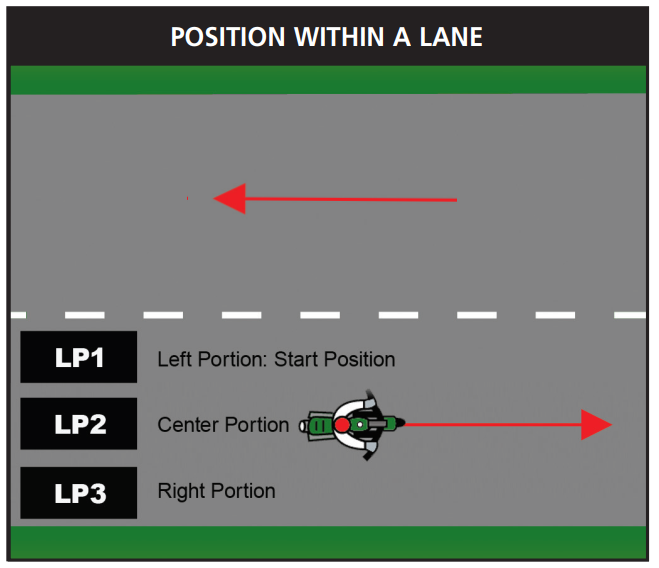 POSITION WITHIN A LANE
LP1 Left Portion: Start Position
LP2 Center Portion
LP3 Right Portion